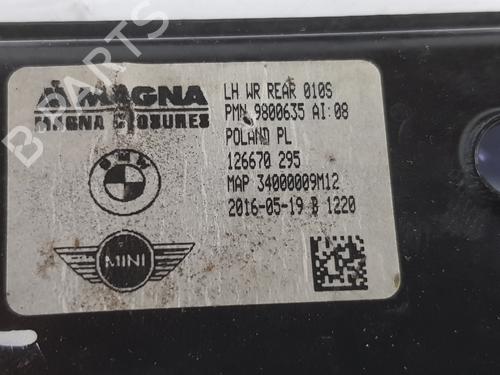 MAGNA
MAGNA CLOSURES
BMW
MINI
LH WR REAR 010S
PMN 9800635 AI:08
POLAND PL
126670 295
MAP 34000009M12
2016-05-19 B 1220
B PARTS